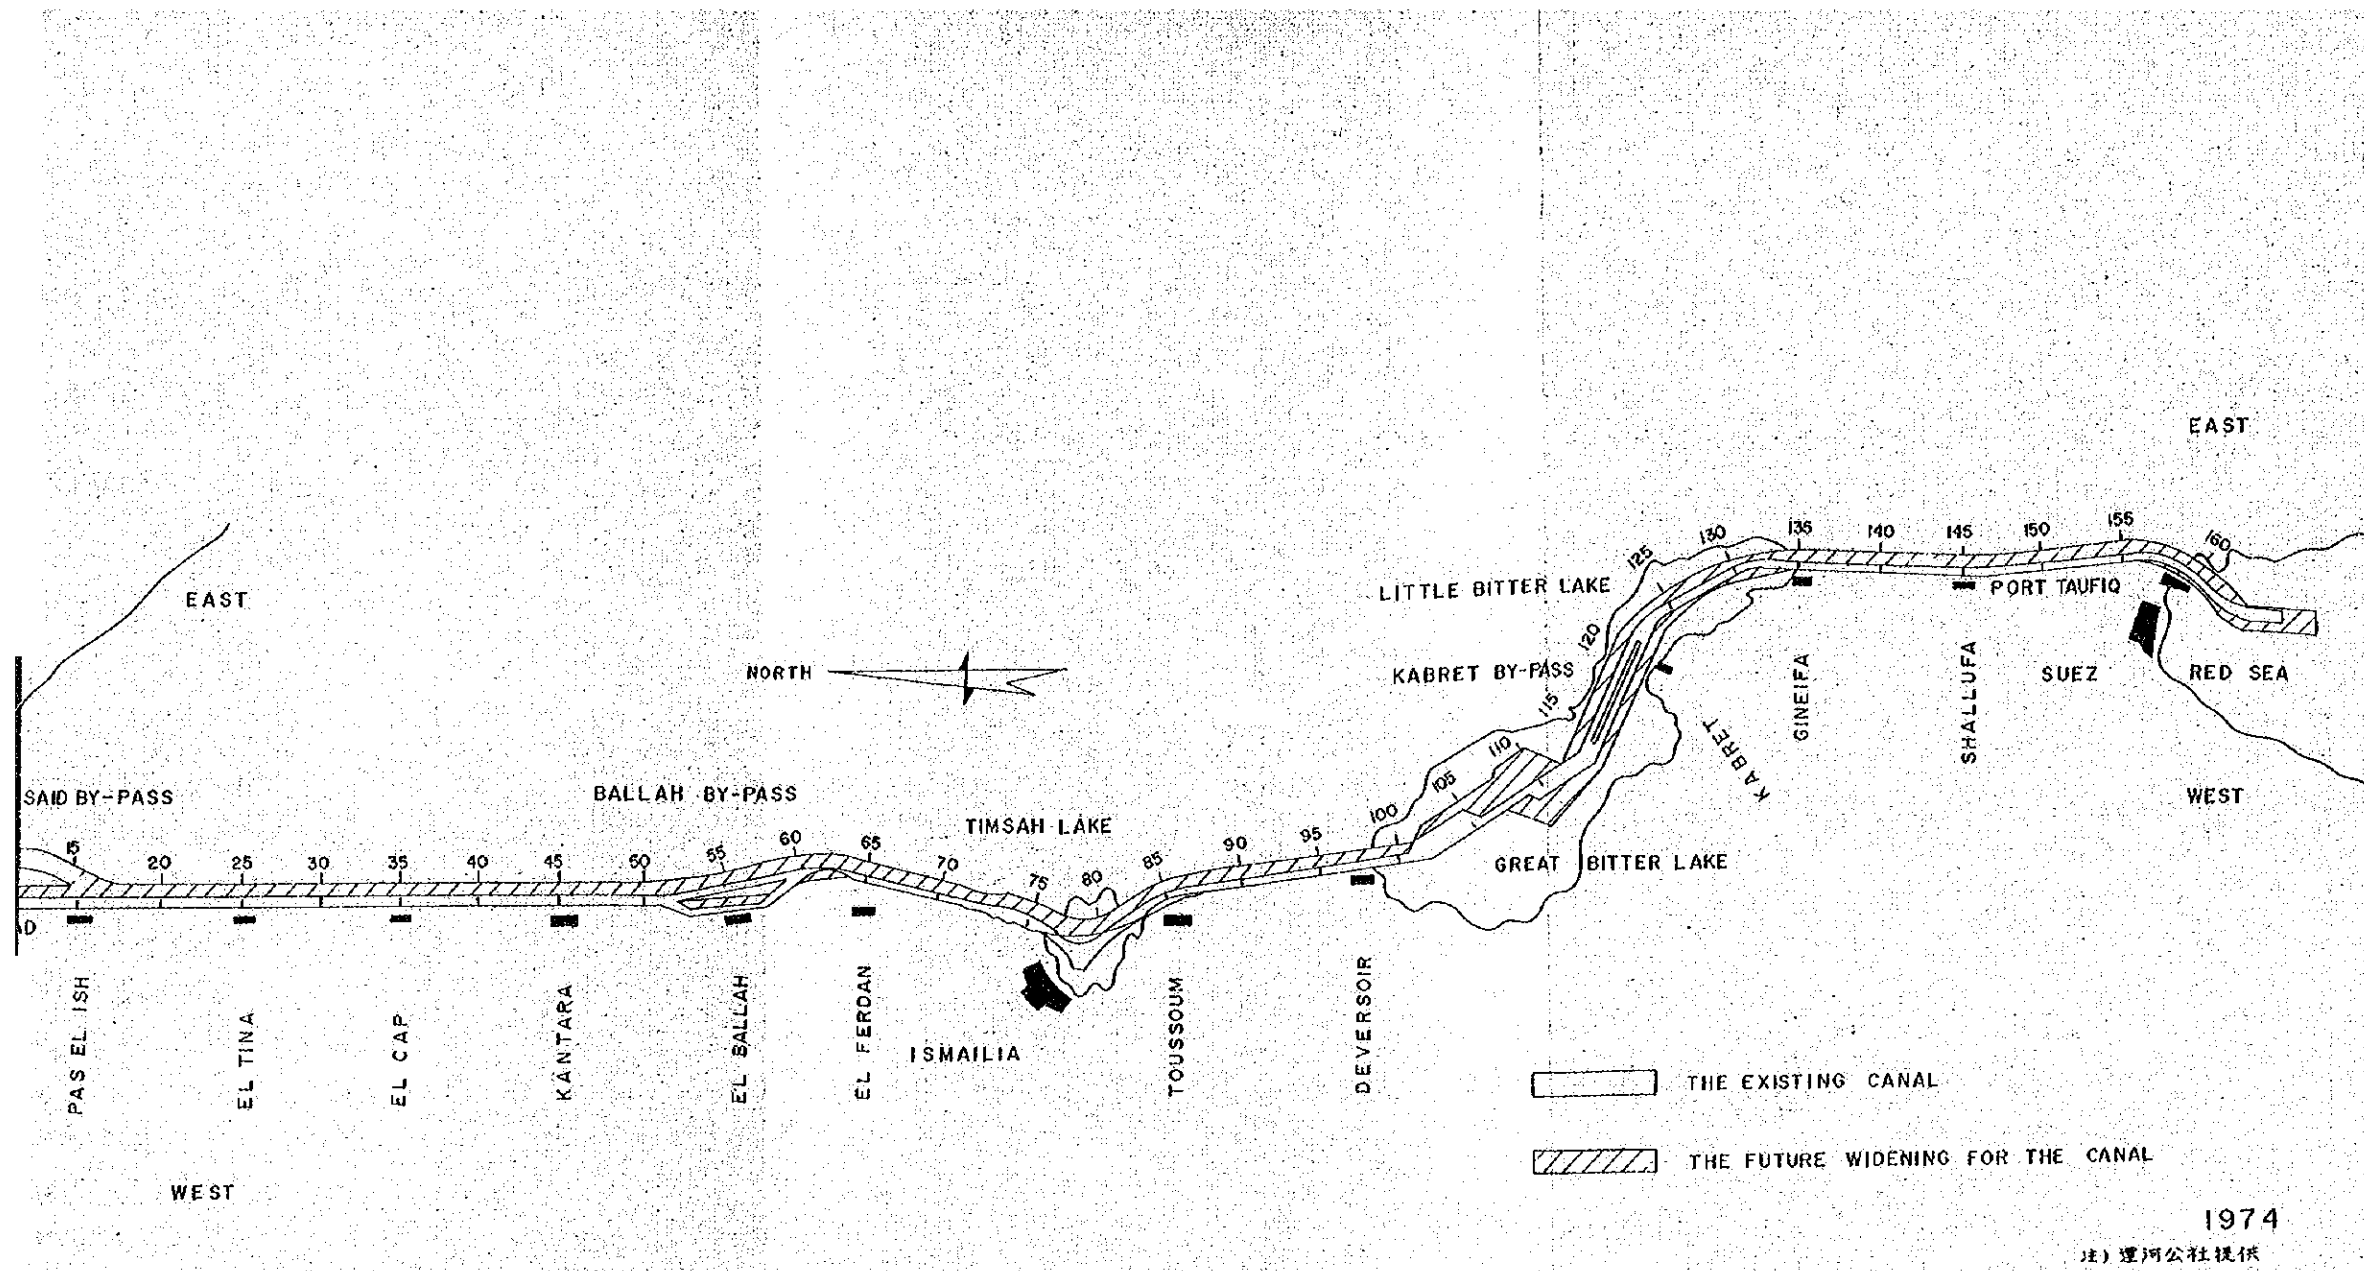 EAST
EAST
155
150
145
140
135
130
160
125
LITTLE BITTER LAKE
PORT TAUFIQ
120
NORTH
KABRET BY-PASS
SUEZ
RED SEA
115
GINEIFA
SHALLUFA
KABRET
110
105
SAID BY-PASS
BALLAH BY-PASS
WEST
100
TIMSAH LAKE
15
20
25
30
35
40
45
50
55
60
65
70
75
80
85
90
95
GREAT BITTER LAKE
AD
PAS EL ISH
EL TINA
EL CAP
KANTARA
EL BALLAH
EL FERDAN
ISMAILIA
TOUSSOUM
DEVERSOIR
THE EXISTING CANAL
THE FUTURE WIDENING FOR THE CANAL
WEST
1974
注) 運河公社提供